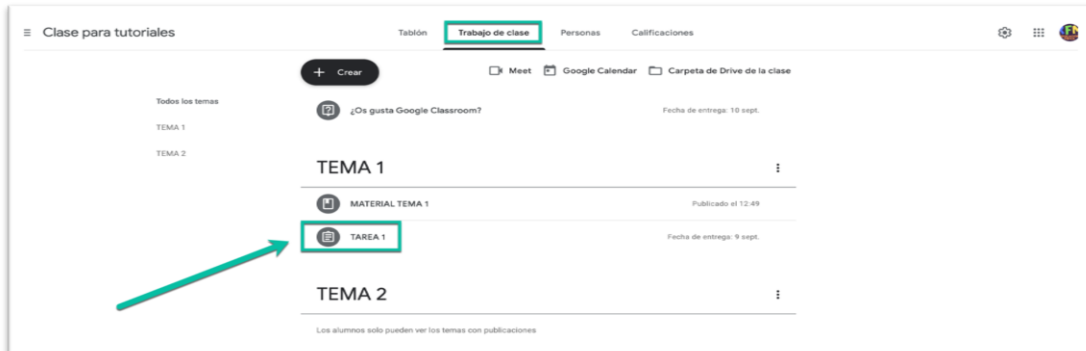 Clase para tutoriales
Tablón Trabajo de clase Personas Calificaciones
+ Crear Meet Google Calendar Carpeta de Drive de la clase
Todos los temas
TEMA 1
TEMA 2
¿Os gusta Google Classroom? Fecha de entrega: 10 sept.
TEMA 1
MATERIAL TEMA 1 Publicado el 12:49
TAREA 1 Fecha de entrega: 9 sept.
TEMA 2
Los alumnos solo pueden ver los temas con publicaciones